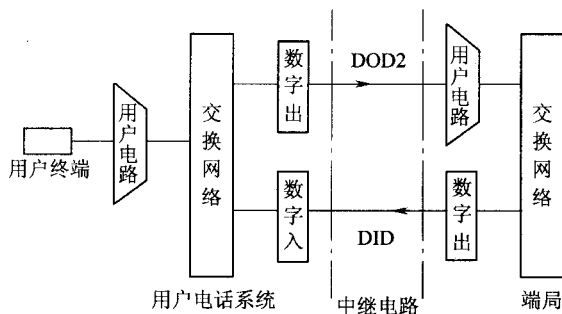 用户终端
用户电路
交换网络
数字出
DOD2
用户电路
交换网络
数字入
DID
数字出
用户电话系统
中继电路
端局